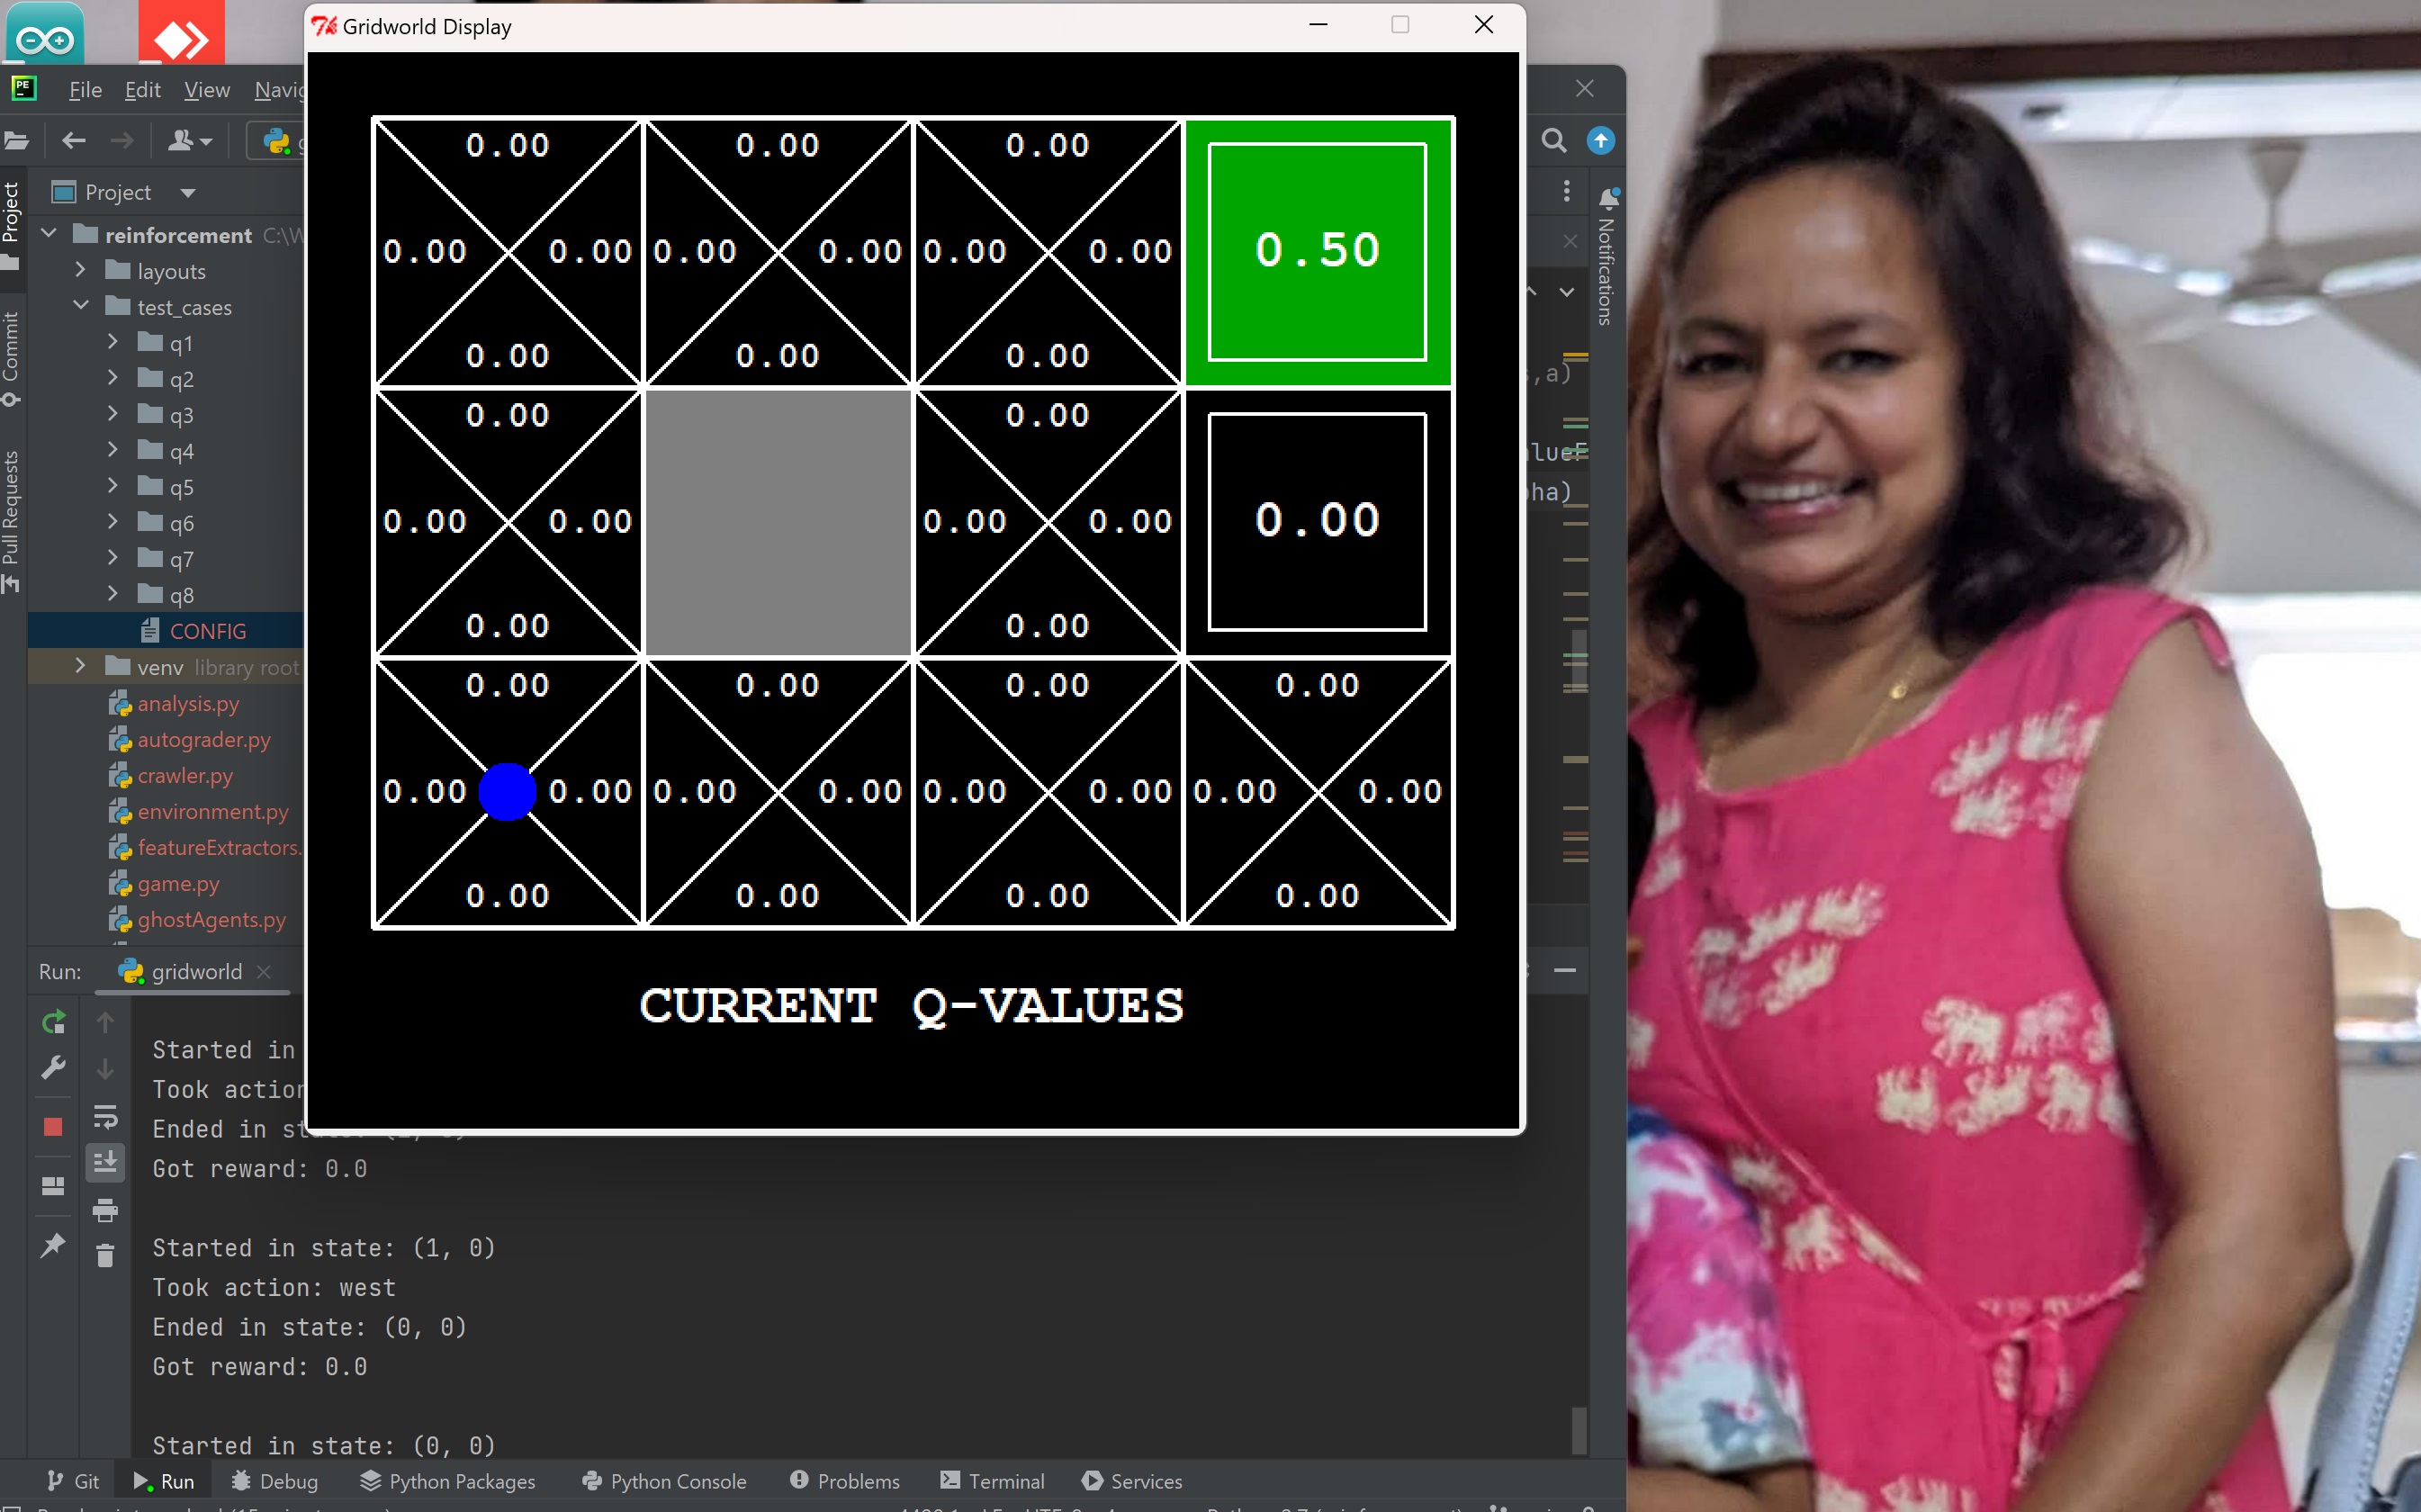 Gridworld Display
File Edit View
Project
Project
reinforcement
layouts
test_cases
q1
q2
q3
q4
q5
q6
q7
q8
CONFIG
venv library root
analysis.py
autograder.py
crawler.py
environment.py
featureExtractors.
game.py
ghostAgents.py
Commit
Pull Requests
Notifications
,a)
0.00 0.00 0.00
0.00 0.00 0.00 0.00 0.00 0.00 0.50
0.00 0.00 0.00
0.00 0.00
0.00 0.00 0.00 0.00 0.00
0.00 0.00
0.00 0.00 0.00 0.00
0.00 0.00 0.00 0.00 0.00 0.00 0.00 0.00
0.00 0.00 0.00 0.00
CURRENT Q-VALUES
Run: gridworld
Started in
Took action
Ended in
Got reward: 0.0
Started in state: (1, 0)
Took action: west
Ended in state: (0, 0)
Got reward: 0.0
Started in state: (0, 0)
Git Run Debug Python Packages Python Console Problems Terminal Services